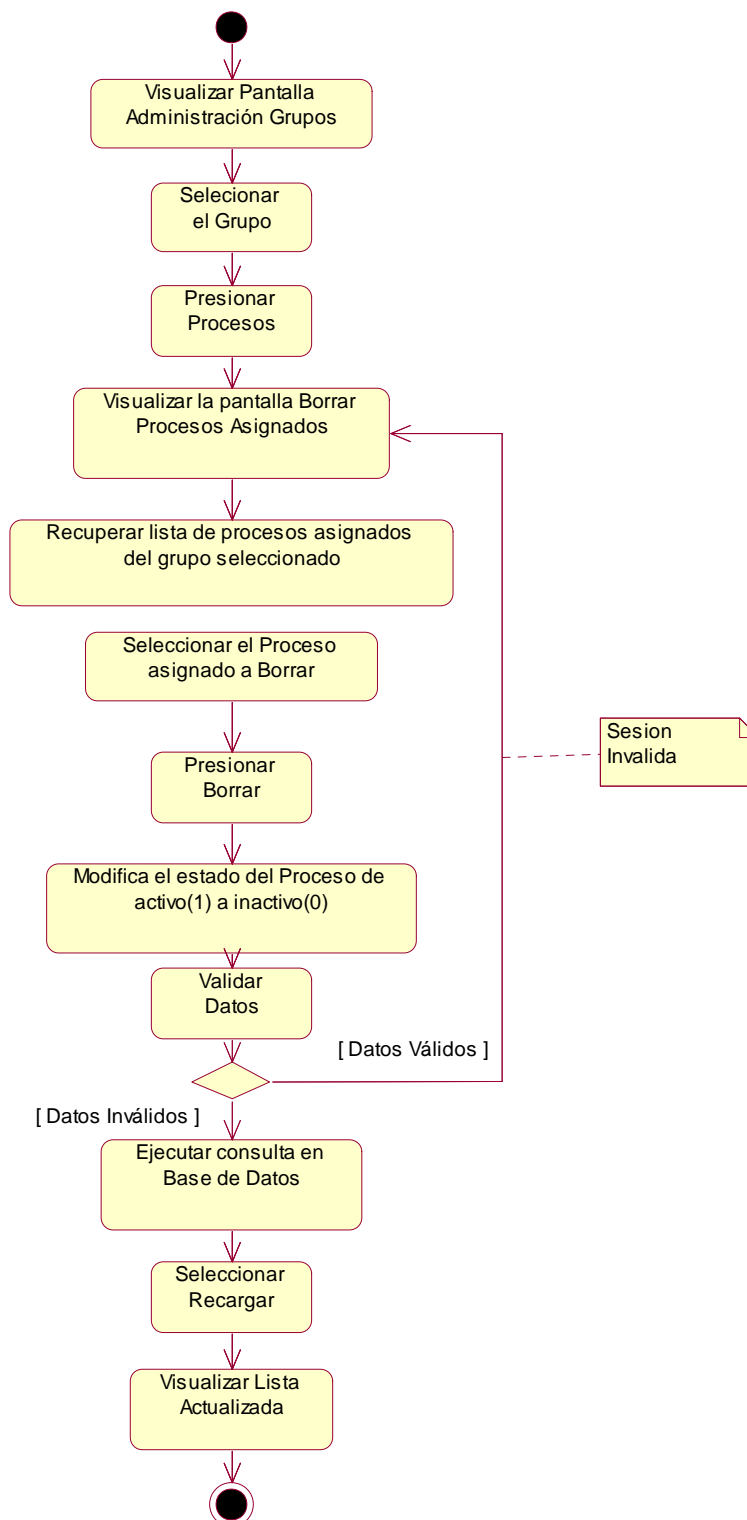 Visualizar Pantalla
Administración Grupos
Selecionar
el Grupo
Presionar
Procesos
Visualizar la pantalla Borrar
Procesos Asignados
Recuperar lista de procesos asignados
del grupo seleccionado
Seleccionar el Proceso
asignado a Borrar
Sesion
Invalida
Presionar
Borrar
Modifica el estado del Proceso de
activo(1) a inactivo(0)
Validar
Datos
[ Datos Válidos ]
[ Datos Inválidos ]
Ejecutar consulta en
Base de Datos
Seleccionar
Recargar
Visualizar Lista
Actualizada